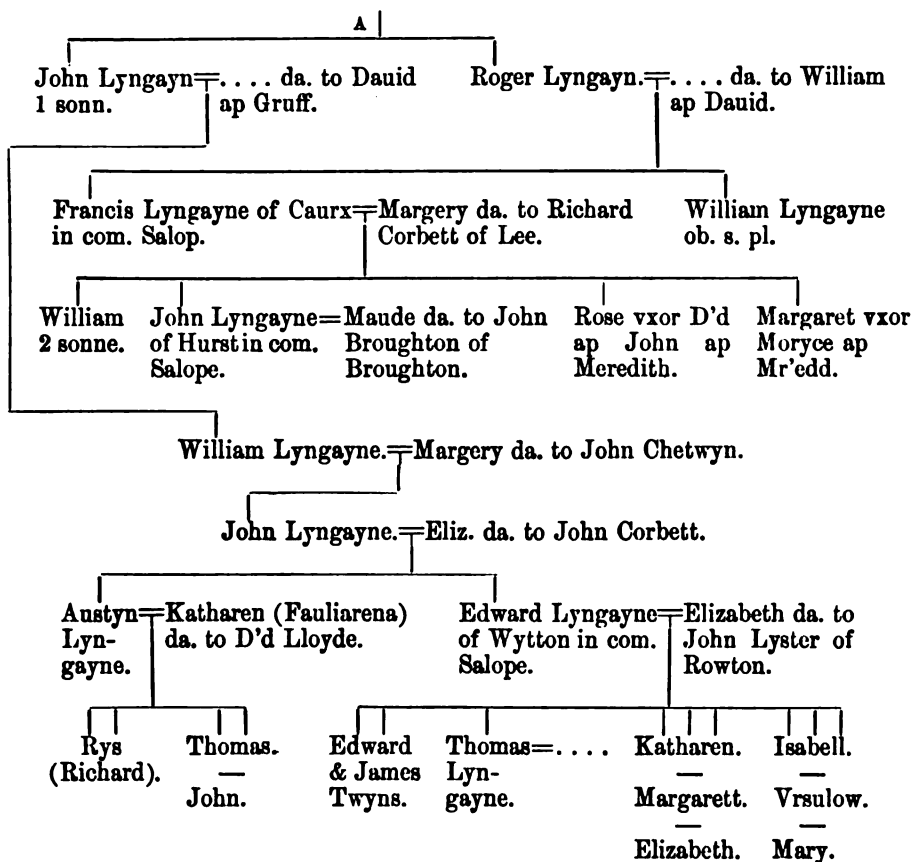 A
John Lyngayn=. . . . da. to Dauid
1 sonn. ap Gruff.
Roger Lyngayn.=. . . . da. to William
ap Dauid.
Francis Lyngayne of Caurx=Margery da. to Richard
in com. Salop. Corbett of Lee.
William Lyngayne
ob. s. pl.
William
2 sonne.
John Lyngayne=Maude da. to John
of Hurst in com. Broughton of
Salope. Broughton.
Rose vxor D'd
ap John ap
Meredith.
Margaret vxor
Moryce ap
Mr'edd.
William Lyngayne.=Margery da. to John Chetwyn.
John Lyngayne.=Eliz. da. to John Corbett.
Austyn=Katharen (Fauliarena)
Lyn- da. to D'd Lloyde.
gayne.
Edward Lyngayne=Elizabeth da. to
of Wytton in com. John Lyster of
Salope. Rowton.
Rys
(Richard).
Thomas.
—
John.
Edward
& James
Twyns.
Thomas=. . . .
Lyn-
gayne.
Katharen.
—
Margarett.
—
Elizabeth.
Isabell.
—
Vrsulow.
—
Mary.